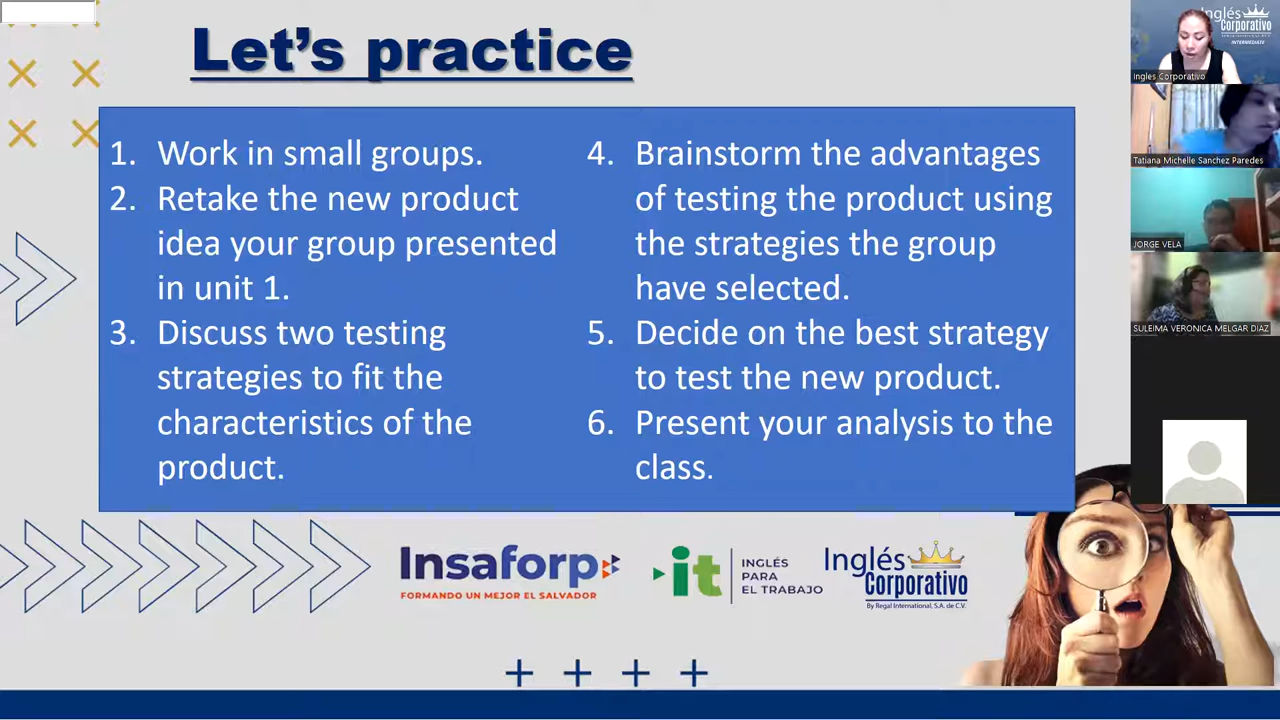 Let's practice
1. Work in small groups.
2. Retake the new product
idea your group presented
in unit 1.
3. Discuss two testing
strategies to fit the
characteristics of the
product.
4. Brainstorm the advantages
of testing the product using
the strategies the group
have selected.
5. Decide on the best strategy
to test the new product.
6. Present your analysis to the
class.
Insaforp
FORMANDO UN MEJOR EL SALVADOR
it
INGLÉS
PARA
EL TRABAJO
Inglés
Corporativo
By Regal International, S.A. de C.V.
Inglés
Corporativo
INTERMEDIATE
Ingles Corporativo
Tatiana Michelle Sanchez Paredes
JORGE VELA
SULEIMA VERONICA MELGAR DIAZ